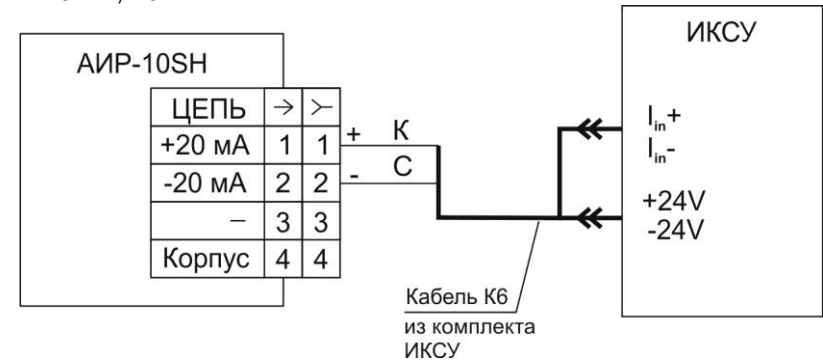 ИКСУ
АИР-10SH
ЦЕПЬ → ≻
+20 мА 1 1 + К
-20 мА 2 2 - С
– 3 3
Корпус 4 4
Iin+
Iin-
+24V
-24V
Кабель К6
из комплекта
ИКСУ